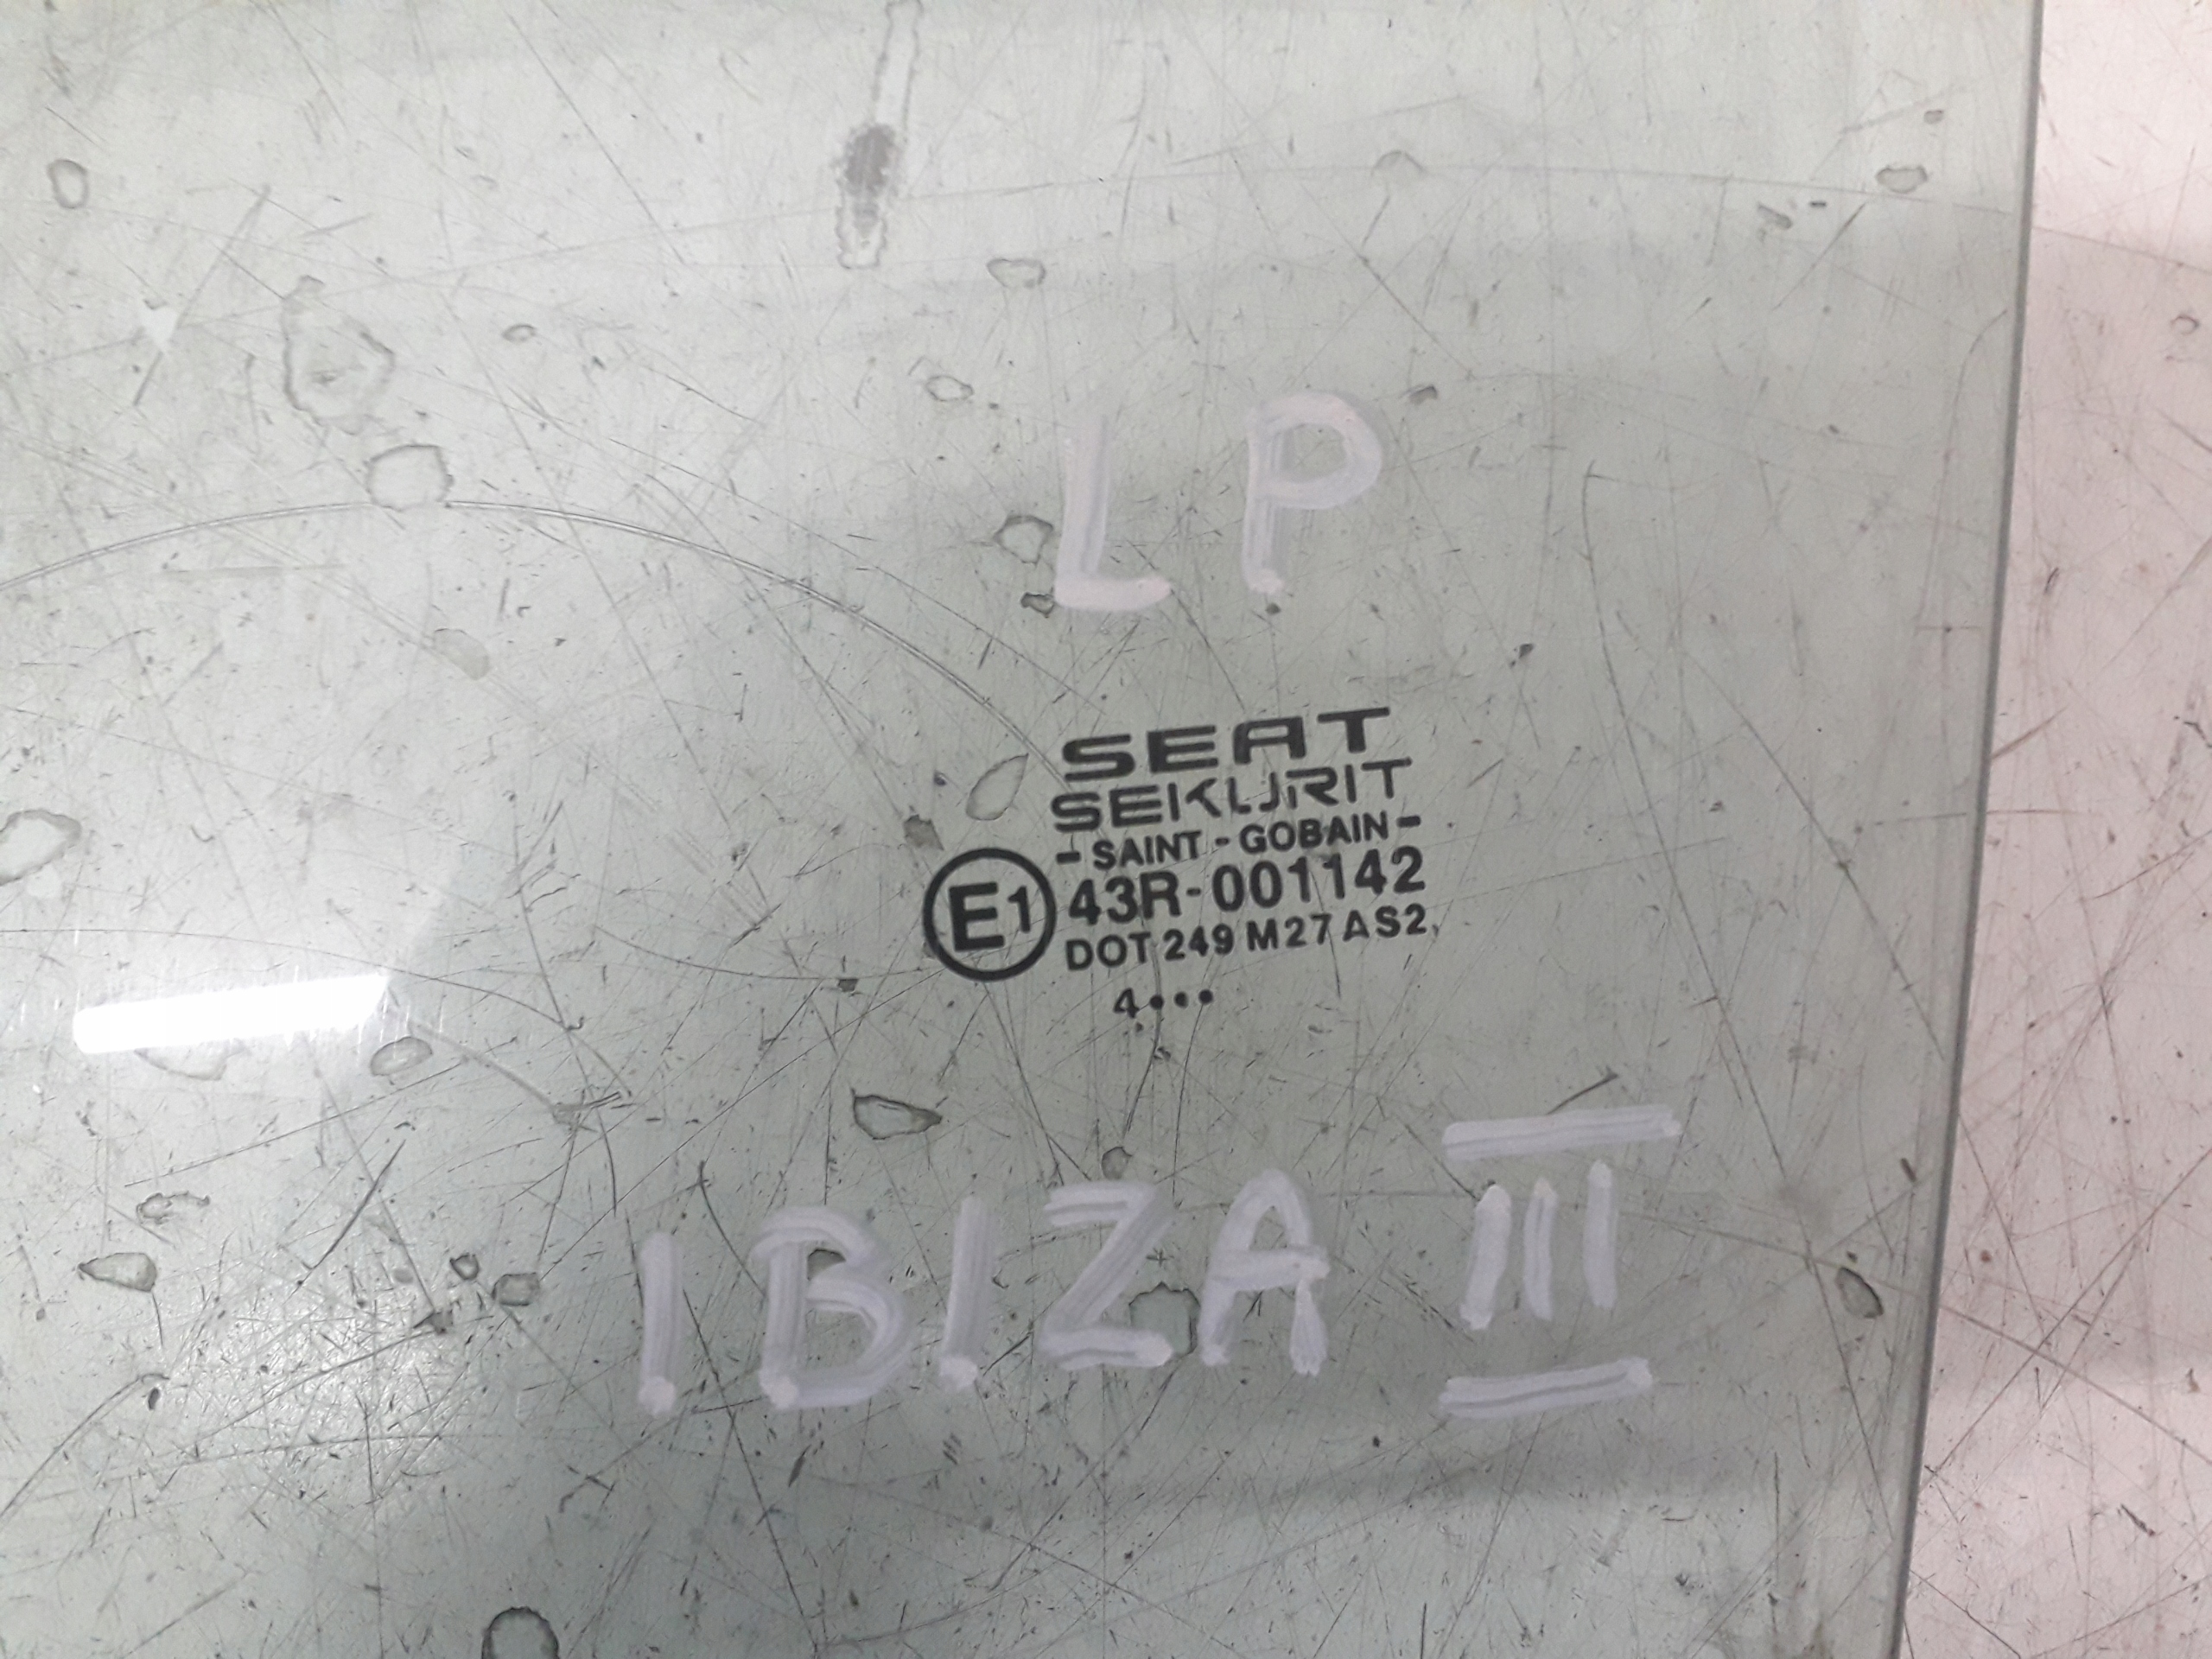 LP
SEAT
SEKURIT
- SAINT - GOBAIN -
E1 43R-001142
DOT 249 M27 AS2
4•••
IBIZA III